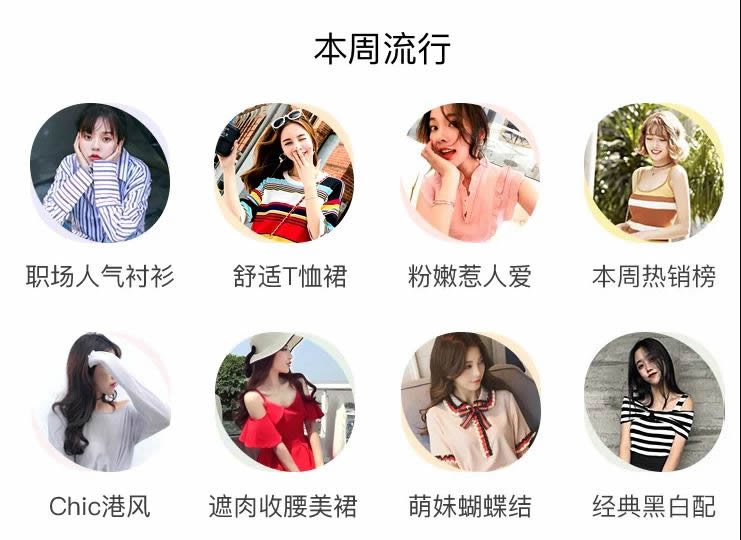 本周流行
职场人气衬衫
舒适T恤裙
粉嫩惹人爱
本周热销榜
Chic港风
遮肉收腰美裙
萌妹蝴蝶结
经典黑白配